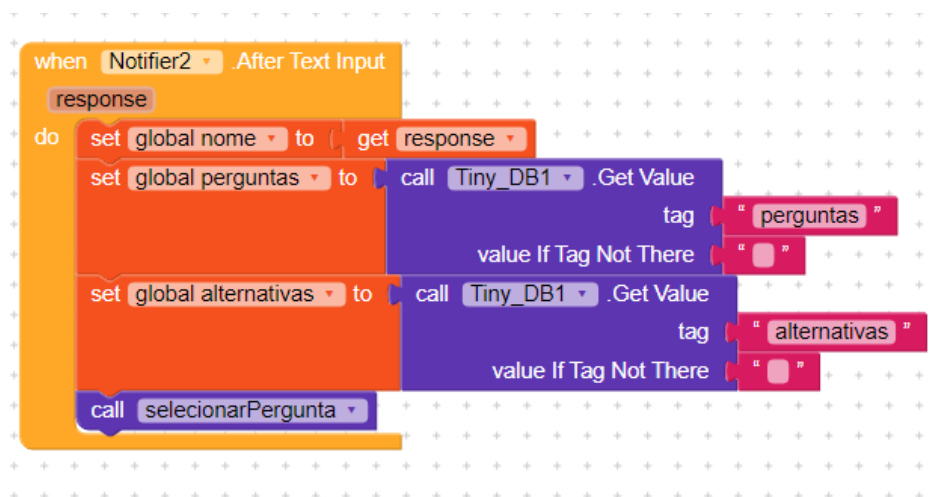 when Notifier2 .After Text Input
response
do set global nome to get response
set global perguntas to call Tiny_DB1 .Get Value
tag " perguntas "
value If Tag Not There " "
set global alternativas to call Tiny_DB1 .Get Value
tag " alternativas "
value If Tag Not There " "
call selecionarPergunta